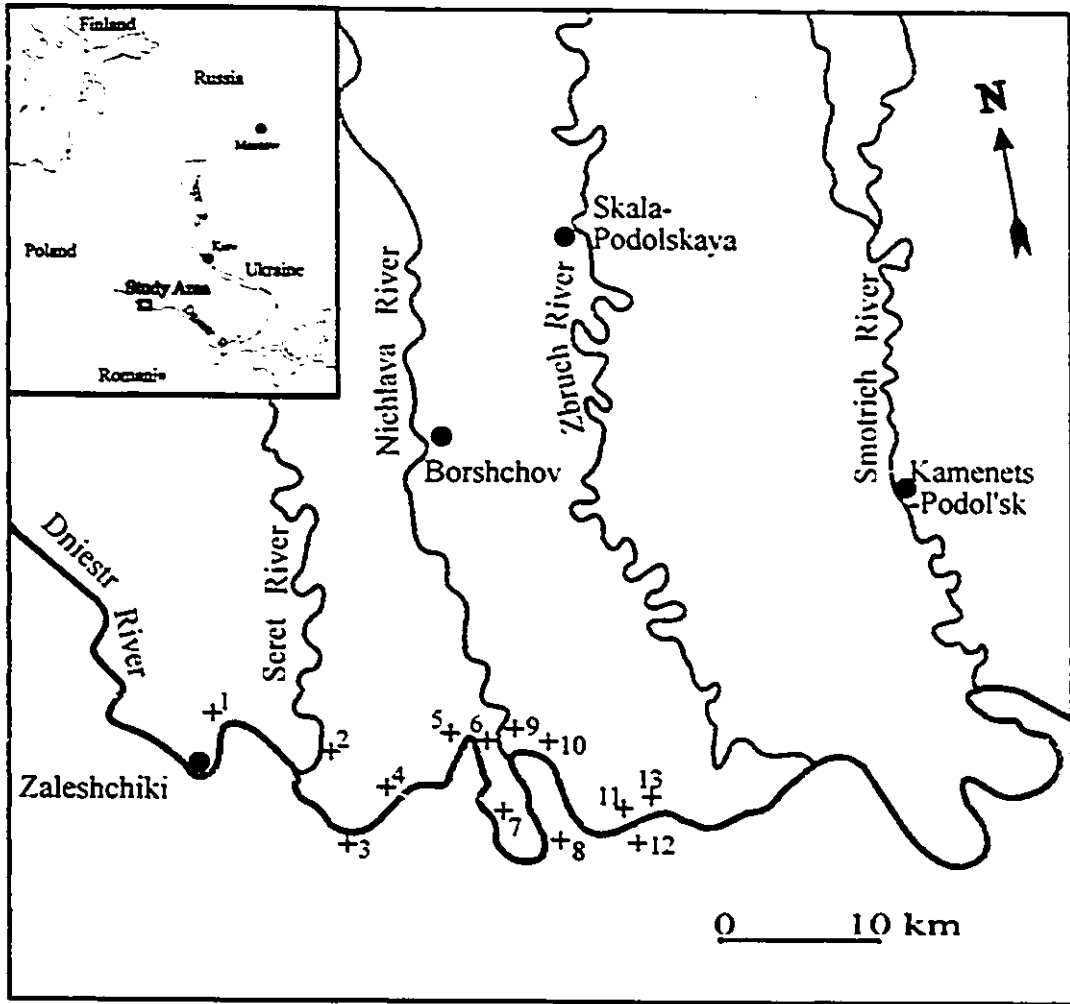 Finland
Russia
Moscow
Poland
Kiev
Ukraine
Study Area
Romania
N
Skala-
Podolskaya
Nichlava River
Zbruch River
Smotrich River
Borshchov
Kamenets
-Podol'sk
Dniestr
River
Seret River
Zaleshchiki
1
2
3
4
5
6
7
8
9
10
11
12
13
0 10 km